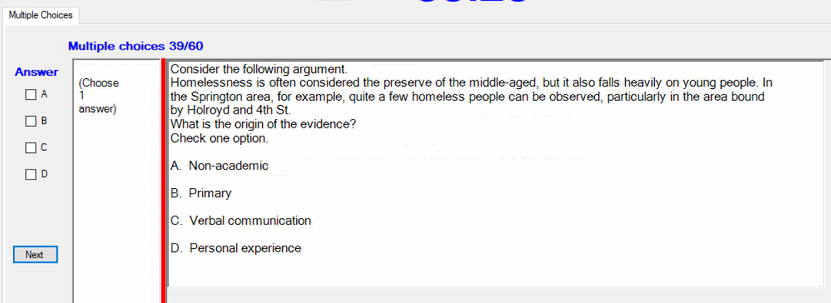 Multiple Choices
Multiple choices 39/60
Answer
A
B
C
D
Next
(Choose
1
answer)
Consider the following argument.
Homelessness is often considered the preserve of the middle-aged, but it also falls heavily on young people. In
the Springton area, for example, quite a few homeless people can be observed, particularly in the area bound
by Holroyd and 4th St.
What is the origin of the evidence?
Check one option.
A. Non-academic
B. Primary
C. Verbal communication
D. Personal experience